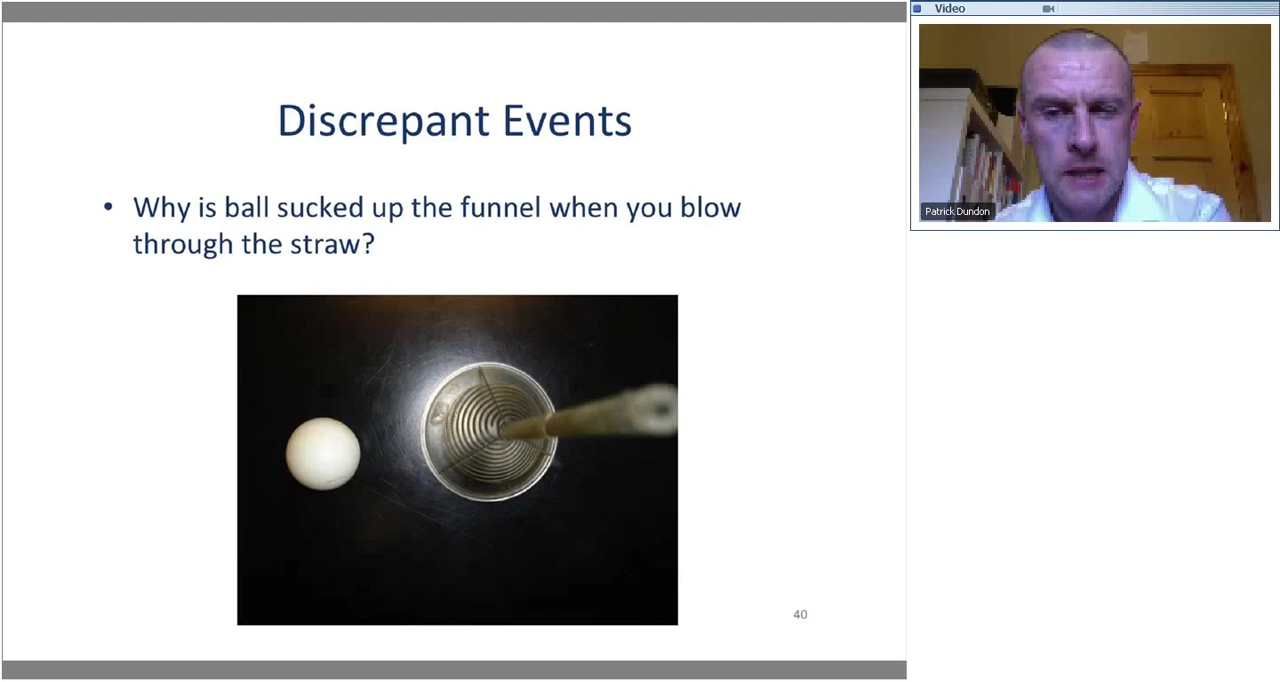 Discrepant Events
• Why is ball sucked up the funnel when you blow
through the straw?
40
Video
Patrick Dundon